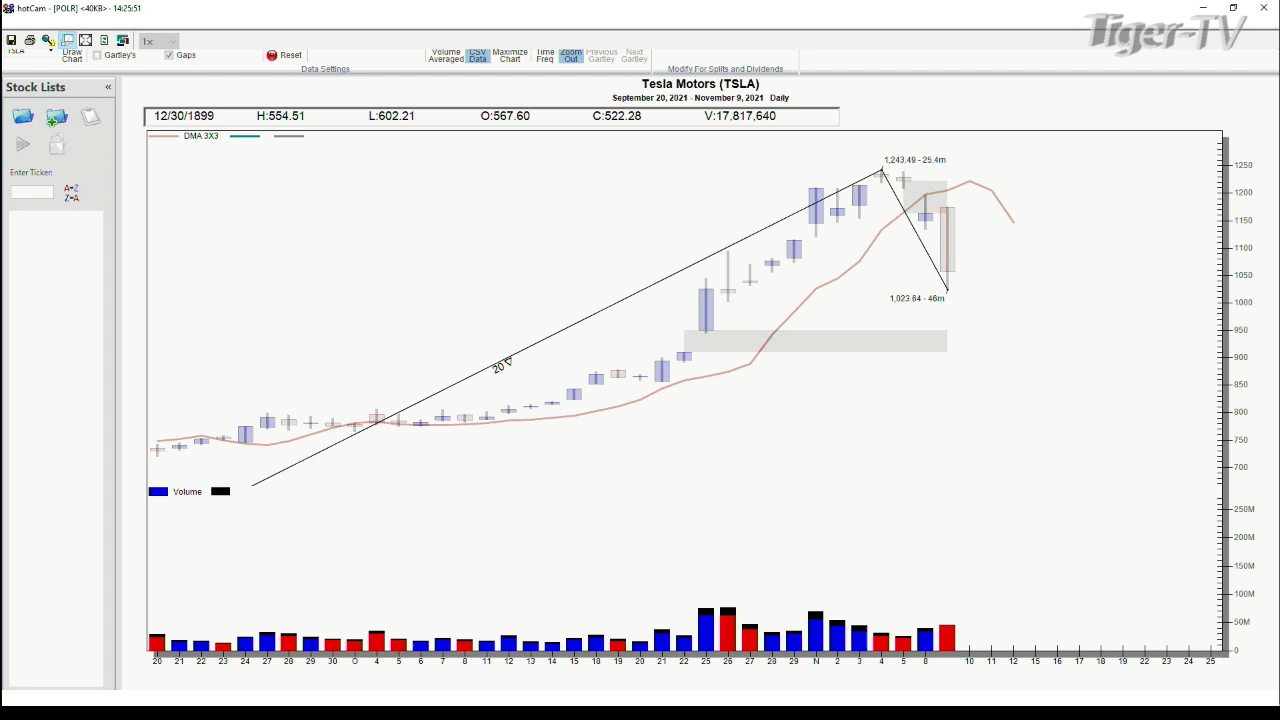 hotCam - [POLR] <40KB> - 14:25:51
Tiger-TV
1x
TSLA
Draw Chart
Gartley's
Gaps
Reset
Volume Averaged
CSV Data
Maximize Chart
Time Freq
Zoom Out
Previous Gartley
Next Gartley
Data Settings
Modify For Splits and Dividends
Stock Lists
«
Enter Ticker:
A=Z
Z=A
Tesla Motors (TSLA)
September 20, 2021 - November 9, 2021 Daily
12/30/1899 H:554.51 L:602.21 O:567.60 C:522.28 V:17,817,640
DMA 3X3
1,243.49 - 25.4m
1,023.64 - 46m
20
1250
1200
1150
1100
1050
1000
950
900
850
800
750
700
Volume
250M
200M
150M
100M
50M
0
20 21 22 23 24 27 28 29 30 O 4 5 6 7 8 11 12 13 14 15 18 19 20 21 22 25 26 27 28 29 N 2 3 4 5 8 10 11 12 15 16 17 18 19 22 23 24 25